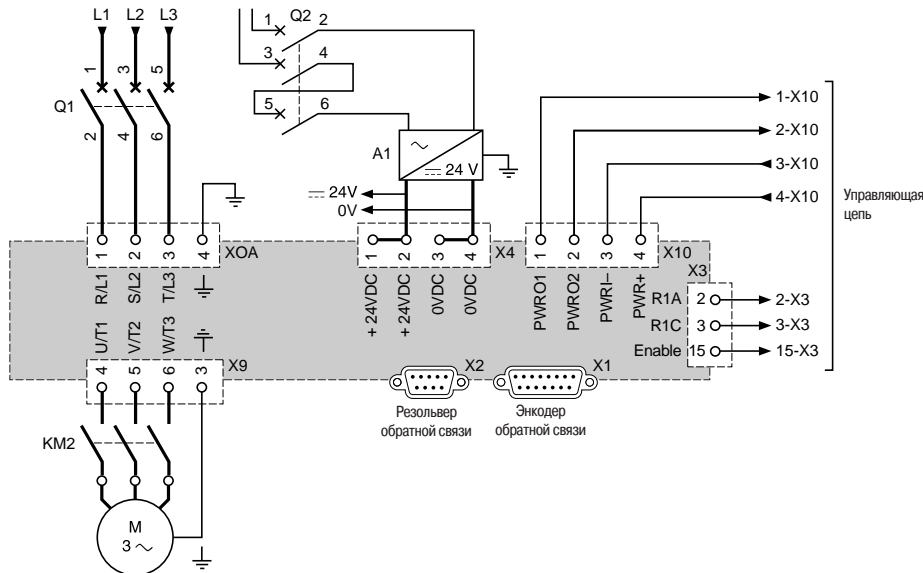 L1 L2 L3
1 3 5
Q1
2 4 6
Q2
1 2
3 4
5 6
A1
24 V
24V
0V
1-X10
2-X10
3-X10
4-X10
Управляющая
цепь
1 2 3 4 XOA
R/L1 S/L2 T/L3
1 2 3 4 X4
+ 24VDC + 24VDC 0VDC 0VDC
1 2 3 4 X10
PWRO1 PWRO2 PWRI– PWR+
X3
R1A 2 2-X3
R1C 3 3-X3
Enable 15 15-X3
U/T1 V/T2 W/T3
4 5 6 3 X9
X2
X1
Резольвер
обратной связи
Энкодер
обратной связи
KM2
M
3